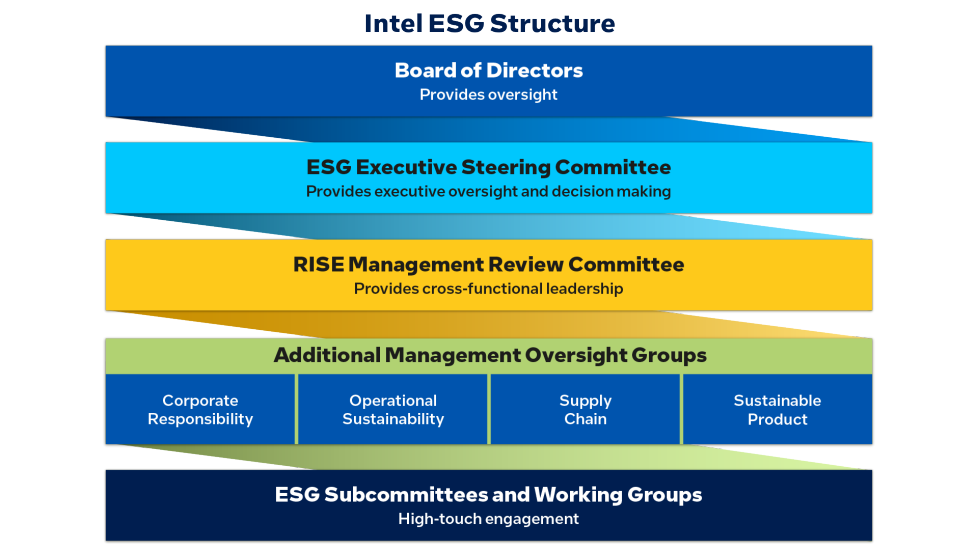 Intel ESG Structure
Board of Directors
Provides oversight
ESG Executive Steering Committee
Provides executive oversight and decision making
RISE Management Review Committee
Provides cross-functional leadership
Additional Management Oversight Groups
Corporate
Responsibility
Operational
Sustainability
Supply
Chain
Sustainable
Product
ESG Subcommittees and Working Groups
High-touch engagement